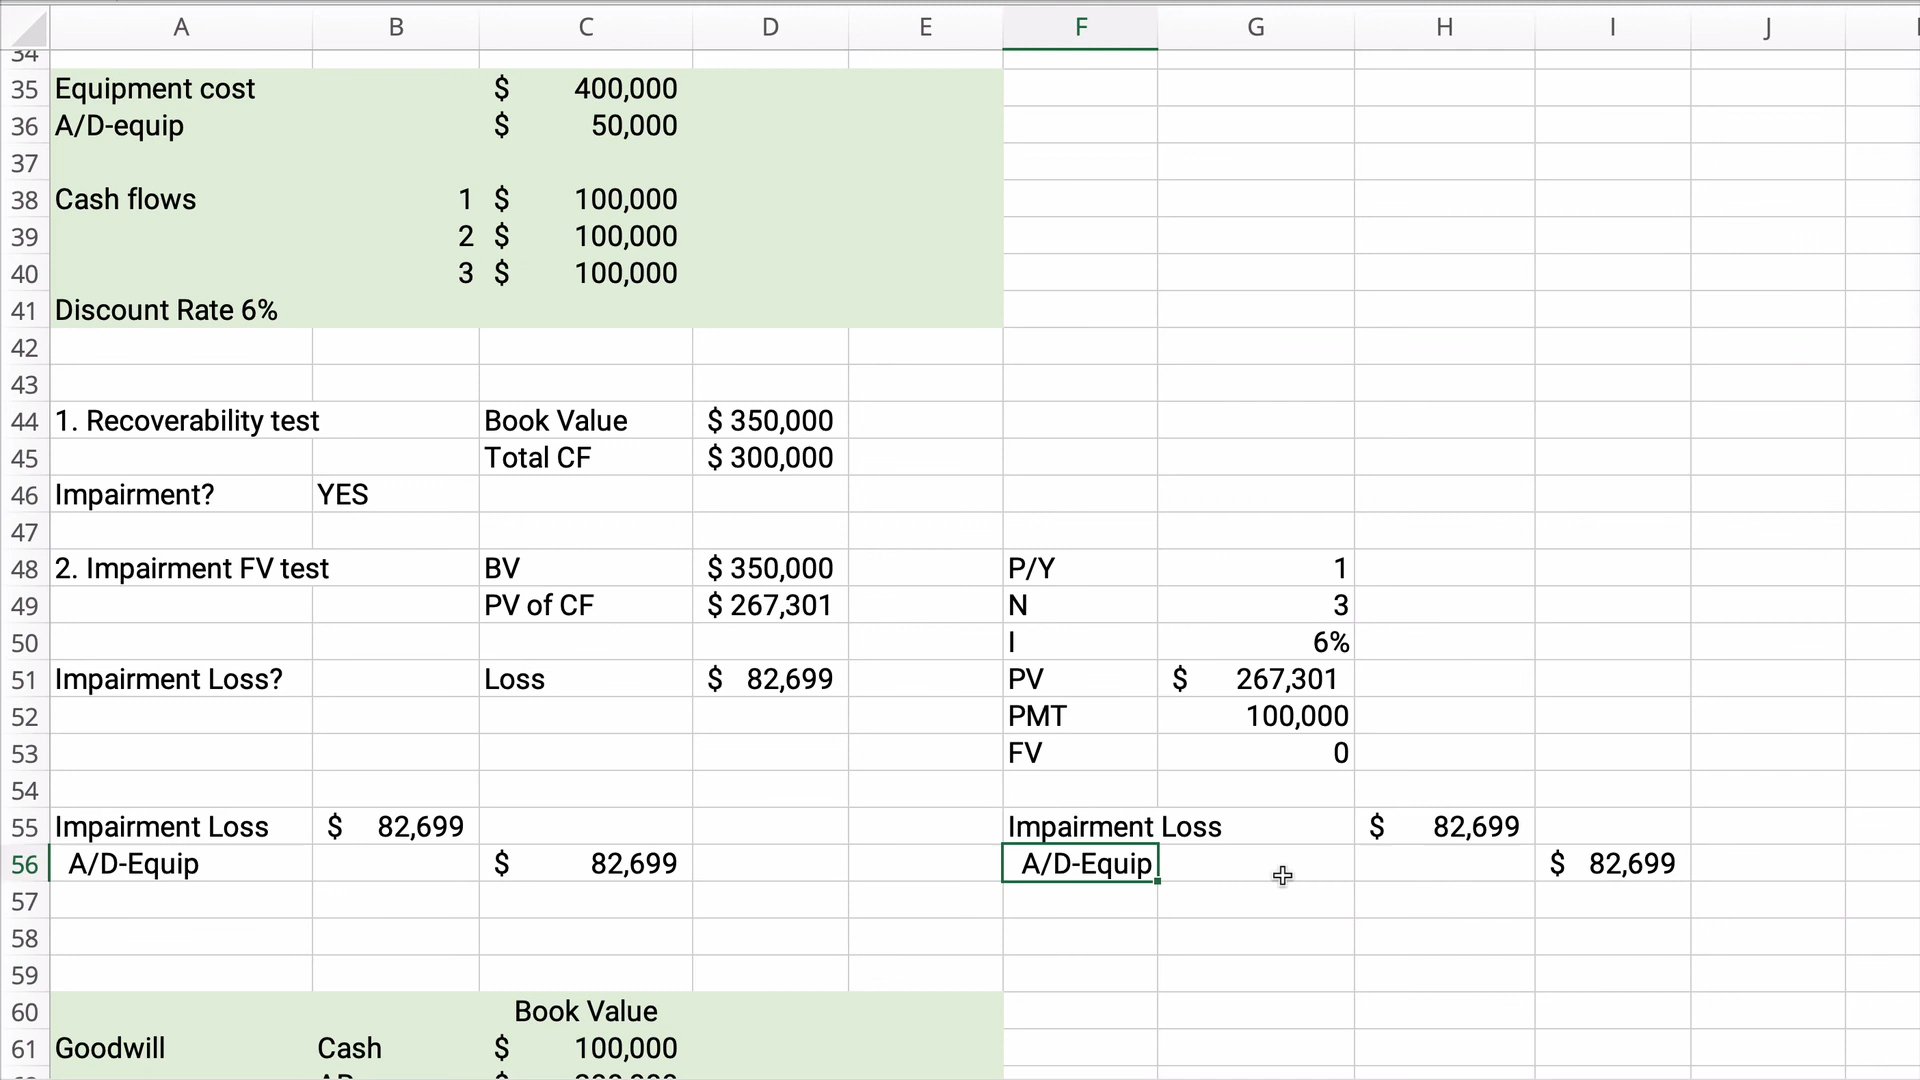 A B C D E F G H I J
34
35 Equipment cost $ 400,000
36 A/D-equip $ 50,000
37
38 Cash flows 1 $ 100,000
39 2 $ 100,000
40 3 $ 100,000
41 Discount Rate 6%
42
43
44 1. Recoverability test Book Value $ 350,000
45 Total CF $ 300,000
46 Impairment? YES
47
48 2. Impairment FV test BV $ 350,000 P/Y 1
49 PV of CF $ 267,301 N 3
50 I 6%
51 Impairment Loss? Loss $ 82,699 PV $ 267,301
52 PMT 100,000
53 FV 0
54
55 Impairment Loss $ 82,699 Impairment Loss $ 82,699
56 A/D-Equip $ 82,699 A/D-Equip $ 82,699
57
58
59
60 Book Value
61 Goodwill Cash $ 100,000